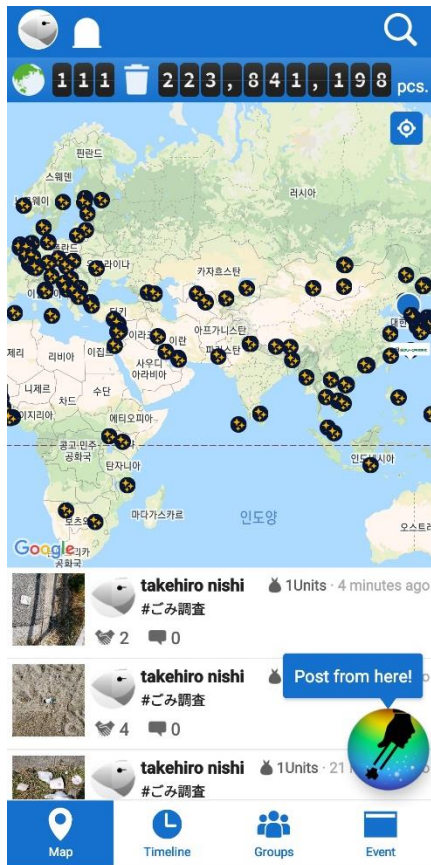 111 223,841,198 pcs.
핀란드
스웨덴
러시아
카자흐스탄
아프가니스탄
이란
사우디
아라비아
리비아
니제르
차드
수단
에티오피아
콩고 민주
공화국
탄자니아
마다가스카르
인도양
인도네시아
Google
공화국
takehiro nishi 1Units · 4 minutes ago
#ごみ調査
2 0
takehiro nishi
#ごみ調査
4 0
Post from here!
takehiro nishi 1Units · 21
#ごみ調査
Map Timeline Groups Event